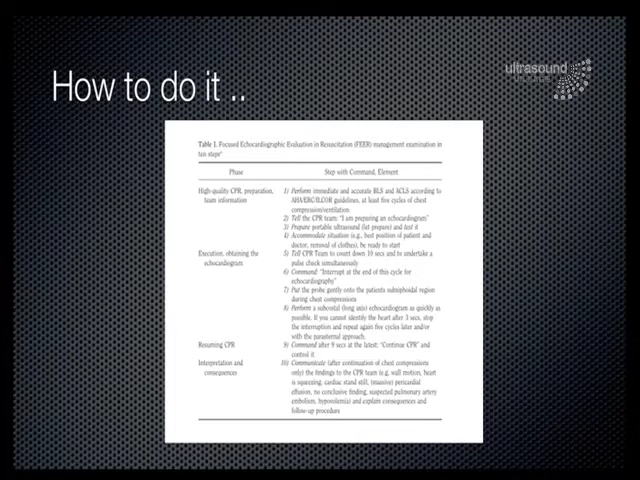 How to do it ..
ultrasound
Table 1. Focused Echocardiographic Evaluation in Resuscitation (FEER) management examination in
ten steps*
Phase Step with Command, Element
High-quality CPR, preparation, 1) Perform immediate and accurate BLS and ACLS according to
team information AHA/ERC/ILCOR guidelines, at least five cycles of chest
compression/ventilation
2) Tell the CPR team: "I am preparing an echocardiogram"
3) Prepare portable ultrasound (let prepare) and test it
4) Accommodate situation (e.g., best position of patient and
doctor, removal of clothes), be ready to start
Execution, obtaining the 5) Tell CPR Team to count down 10 secs and to undertake a
echocardiogram pulse check simultaneously
6) Command: "Interrupt at the end of this cycle for
echocardiography"
7) Put the probe gently onto the patients subxiphoidal region
during chest compressions
8) Perform a subcostal (long axis) echocardiogram as quickly as
possible. If you cannot identify the heart after 3 secs, stop
the interruption and repeat again five cycles later and/or
with the parasternal approach.
Resuming CPR 9) Command after 9 secs at the latest: "Continue CPR" and
control it
Interpretation and 10) Communicate (after continuation of chest compressions
consequences only) the findings to the CPR team (e.g. wall motion, heart
is squeezing, cardiac stand still, (massive) pericardial
effusion, no conclusive finding, suspected pulmonary artery
embolism, hypovolemia) and explain consequences and
follow-up procedure